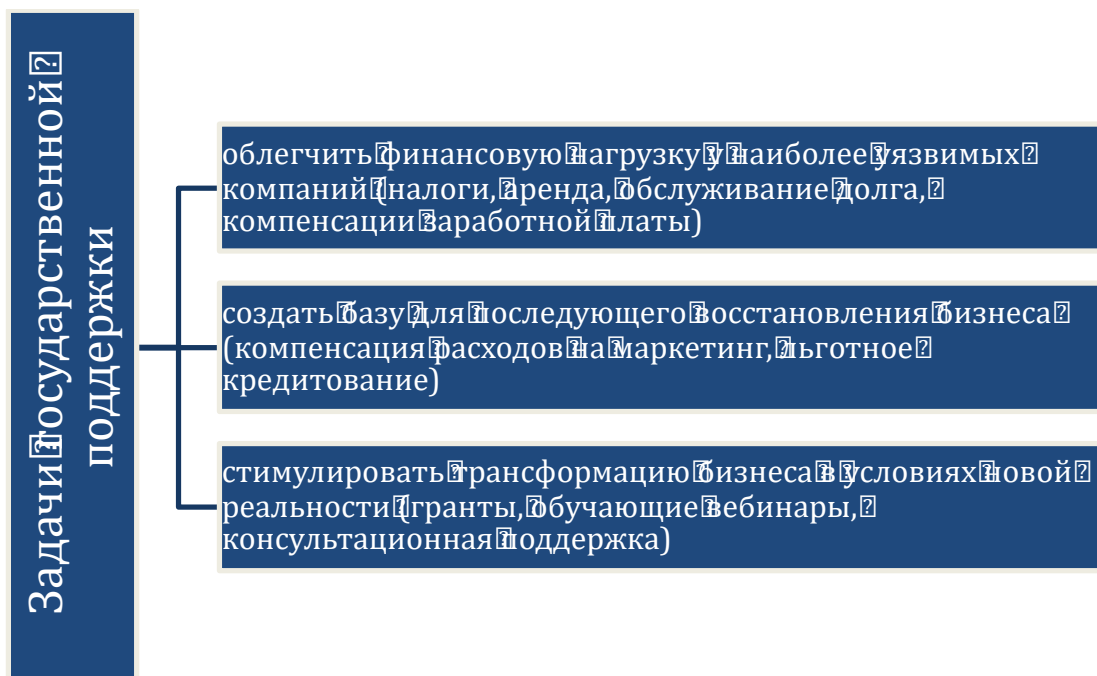 Задачи государственной
поддержки
облегчить финансовую нагрузку у наиболее уязвимых
компаний (налоги, аренда, обслуживание долга,
компенсации заработной платы)
создать базу для последующего восстановления бизнеса
(компенсация расходов на маркетинг, льготное
кредитование)
стимулировать трансформацию бизнеса в условиях новой
реальности (гранты, обучающие вебинары,
консультационная поддержка)